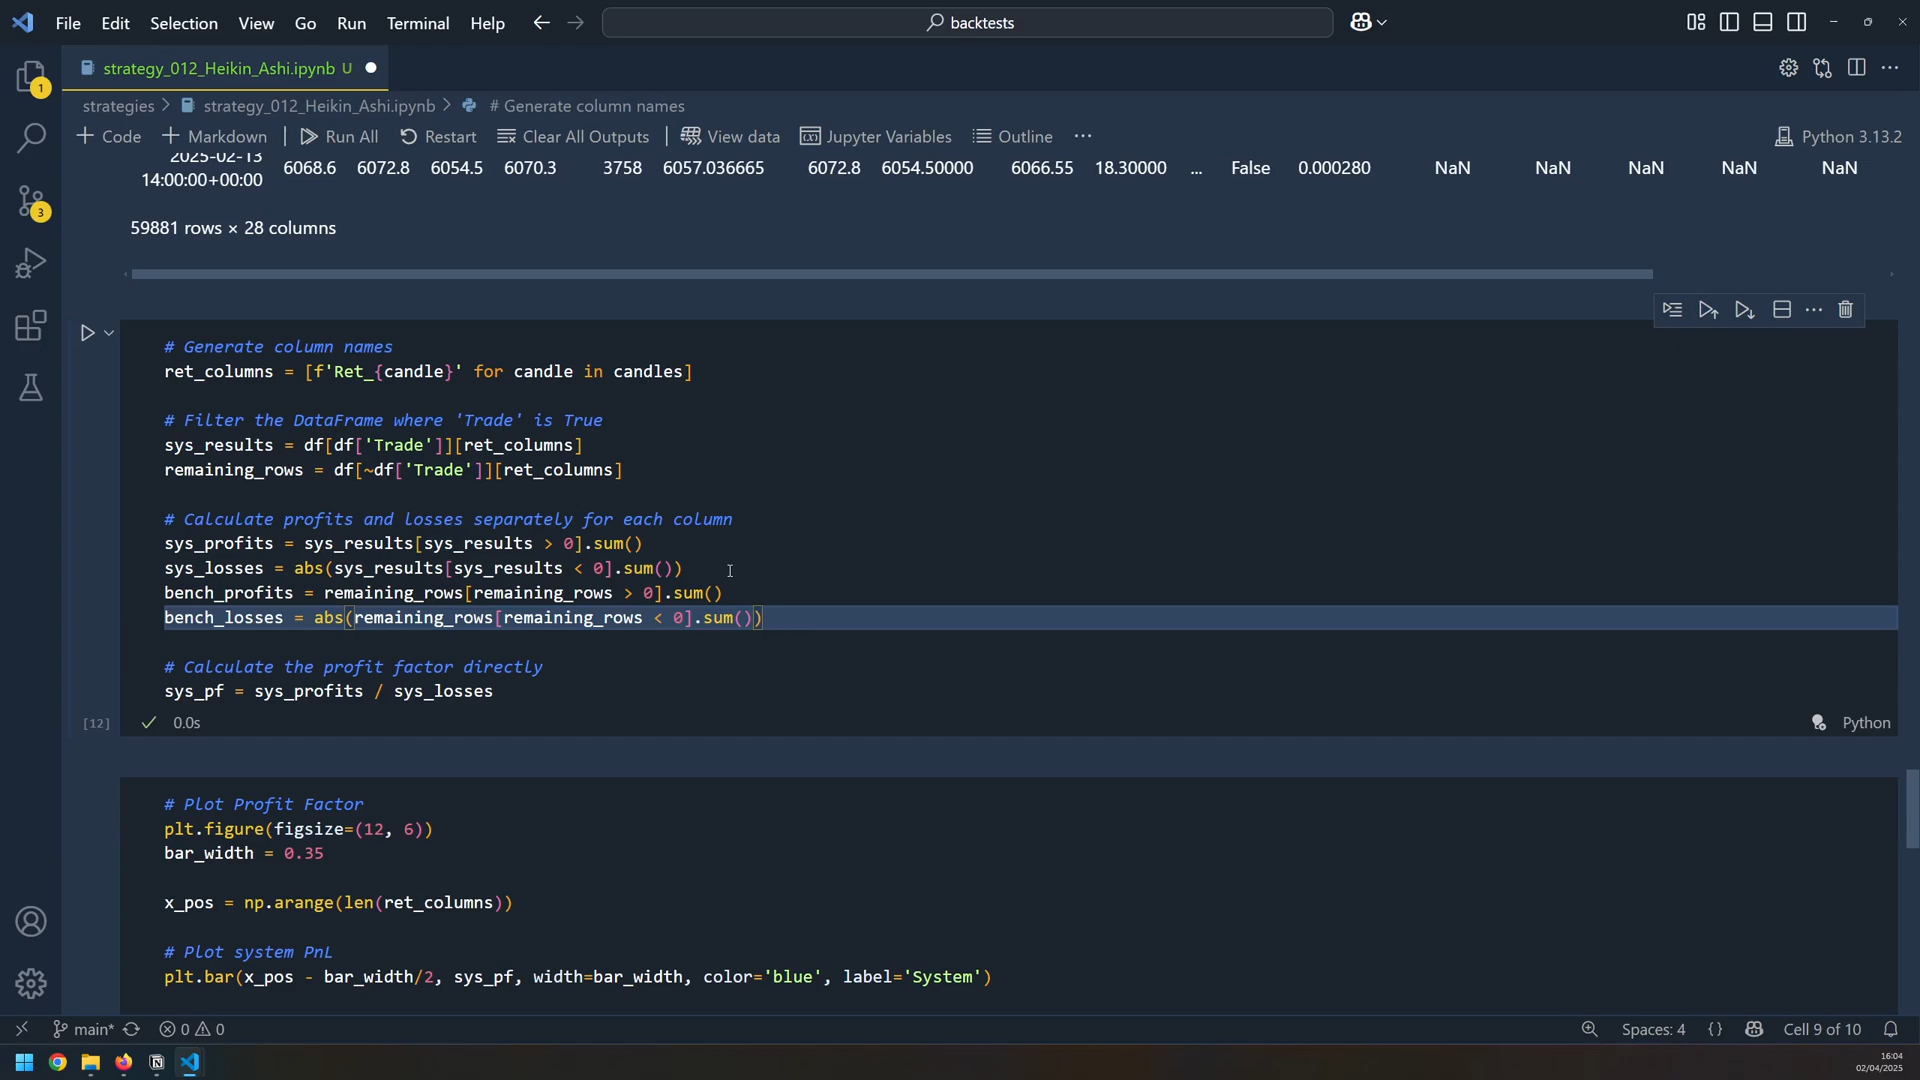 File Edit Selection View Go Run Terminal Help backtests
strategy_012_Heikin_Ashi.ipynb U
1
strategies > strategy_012_Heikin_Ashi.ipynb > # Generate column names
+ Code + Markdown | Run All Restart Clear All Outputs | View data Jupyter Variables Outline ... Python 3.13.2
2025-02-13
14:00:00+00:00 6068.6 6072.8 6054.5 6070.3 3758 6057.036665 6072.8 6054.50000 6066.55 18.30000 ... False 0.000280 NaN NaN NaN NaN NaN
3
59881 rows × 28 columns
# Generate column names
ret_columns = [f'Ret_{candle}' for candle in candles]
# Filter the DataFrame where 'Trade' is True
sys_results = df[df['Trade']][ret_columns]
remaining_rows = df[~df['Trade']][ret_columns]
# Calculate profits and losses separately for each column
sys_profits = sys_results[sys_results > 0].sum()
sys_losses = abs(sys_results[sys_results < 0].sum())
bench_profits = remaining_rows[remaining_rows > 0].sum()
bench_losses = abs(remaining_rows[remaining_rows < 0].sum())
# Calculate the profit factor directly
sys_pf = sys_profits / sys_losses
[12] 0.0s Python
# Plot Profit Factor
plt.figure(figsize=(12, 6))
bar_width = 0.35
x_pos = np.arange(len(ret_columns))
# Plot system PnL
plt.bar(x_pos - bar_width/2, sys_pf, width=bar_width, color='blue', label='System')
main* 0 0 Spaces: 4 {} Cell 9 of 10
16:04
02/04/2025